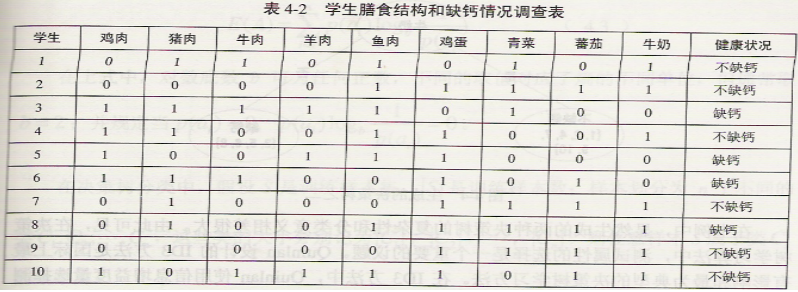 表 4-2 学生膳食结构和缺钙情况调查表
学生 鸡肉 猪肉 牛肉 羊肉 鱼肉 鸡蛋 青菜 蕃茄 牛奶 健康状况
1 0 1 1 0 1 0 1 0 1 不缺钙
2 0 0 0 0 1 1 1 1 1 不缺钙
3 1 1 1 1 1 0 1 0 0 缺钙
4 1 1 0 0 1 1 0 0 1 不缺钙
5 1 0 0 1 1 1 0 0 0 缺钙
6 1 1 1 0 0 1 0 1 0 缺钙
7 0 1 0 0 0 1 1 1 1 不缺钙
8 0 1 0 0 0 1 1 1 1 缺钙
9 0 1 0 0 0 1 1 1 1 不缺钙
10 1 0 1 1 1 1 0 1 1 不缺钙